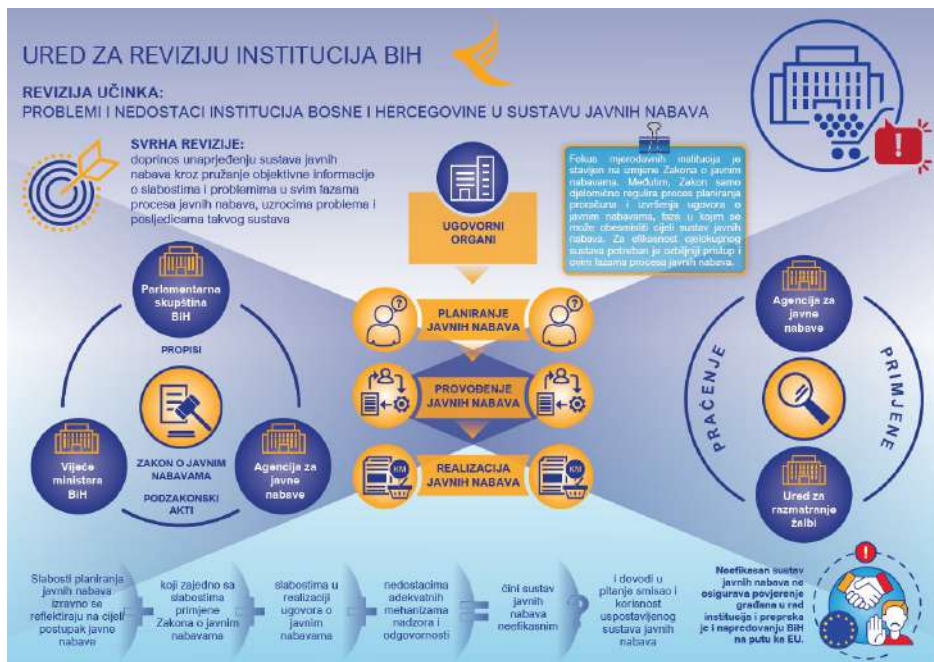 URED ZA REVIZIJU INSTITUCIJA BIH
REVIZIJA UČINKA:
PROBLEMI I NEDOSTACI INSTITUCIJA BOSNE I HERCEGOVINE U SUSTAVU JAVNIH NABAVA
SVRHA REVIZIJE:
doprinos unaprjeđenju sustava javnih
nabava kroz pružanje objektivne informacije
o slabostima i problemima u svim fazama
procesa javnih nabava, uzrocima problema i
posljedicama takvog sustava
UGOVORNI
ORGANI
Fokus mjerodavnih institucija je
stavljen na izmjene Zakona o javnim
nabavama. Međutim, Zakon samo
djelomično regulira proces planiranja
proračuna i izvršenja ugovora o
javnim nabavama, faza u kojim se
može obesmisliti cijeli sustav javnih
nabava. Za efikasnost cjelokupnog
sustava potreban je ozbiljniji pristup i
ovim fazama procesa javnih nabava.
Parlamentarna
skupština
BiH
PROPISI
Vijeće
ministara
BiH
ZAKON O JAVNIM
NABAVAMA
PODZAKONSKI
AKTI
Agencija za
javne
nabave
PLANIRANJE
JAVNIH NABAVA
PROVOĐENJE
JAVNIH NABAVA
REALIZACIJA
JAVNIH NABAVA
KM
KM
Agencija za
javne
nabave
PRAĆENJE
PRIMJENE
Ured za
razmatranje
žalbi
Slabosti planiranja
javnih nabava
izravno se
reflektiraju na cijeli
postupak javne
nabave
koji zajedno sa
slabostima
primjene
Zakona o javnim
nabavama
slabostima u
realizaciji
ugovora o
javnim
nabavama
nedostacima
adekvatnih
mehanizama
nadzora i
odgovornosti
čini sustav
javnih
nabava
neefikasnim
i dovodi u
pitanje smisao i
korisnost
uspostavljenog
sustava javnih
nabava
Neefikasan sustav
javnih nabava ne
osigurava povjerenje
građana u rad
institucija i prepreka
je i napredovanju BiH
na putu ka EU.